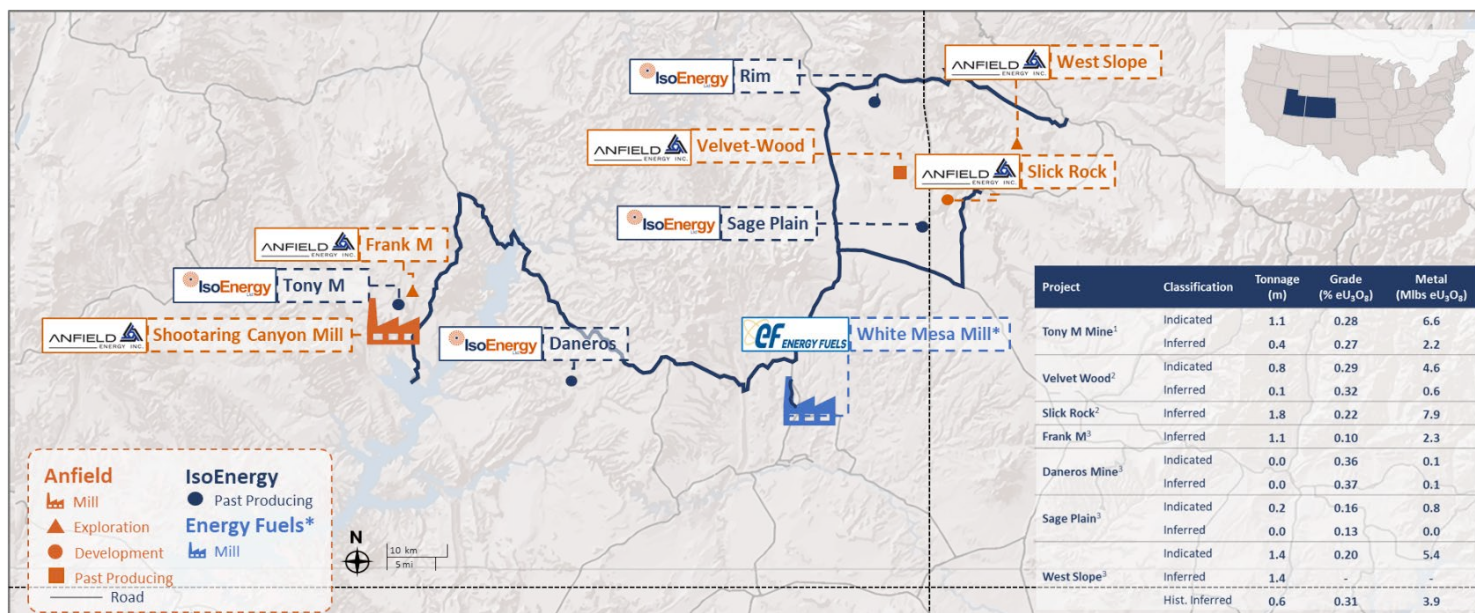 IsoEnergy Rim
ANFIELD ENERGY INC. West Slope
ANFIELD ENERGY INC. Velvet-Wood
ANFIELD ENERGY INC. Slick Rock
IsoEnergy Sage Plain
ANFIELD ENERGY INC. Frank M
IsoEnergy Tony M
ANFIELD ENERGY INC. Shootaring Canyon Mill
IsoEnergy Daneros
ef ENERGY FUELS White Mesa Mill*
Project Classification Tonnage (m) Grade (% eU₃O₈) Metal (Mlbs eU₃O₈)
Tony M Mine¹ Indicated 1.1 0.28 6.6
Inferred 0.4 0.27 2.2
Velvet Wood² Indicated 0.8 0.29 4.6
Inferred 0.1 0.32 0.6
Slick Rock² Inferred 1.8 0.22 7.9
Frank M³ Inferred 1.1 0.10 2.3
Daneros Mine³ Indicated 0.0 0.36 0.1
Inferred 0.0 0.37 0.1
Sage Plain³ Indicated 0.2 0.16 0.8
Inferred 0.0 0.13 0.0
West Slope³ Indicated 1.4 0.20 5.4
Inferred 1.4 - -
Hist. Inferred 0.6 0.31 3.9
Anfield
Mill
Exploration
Development
Past Producing
Road
IsoEnergy
Past Producing
Energy Fuels*
Mill
N
10 km
5 mi